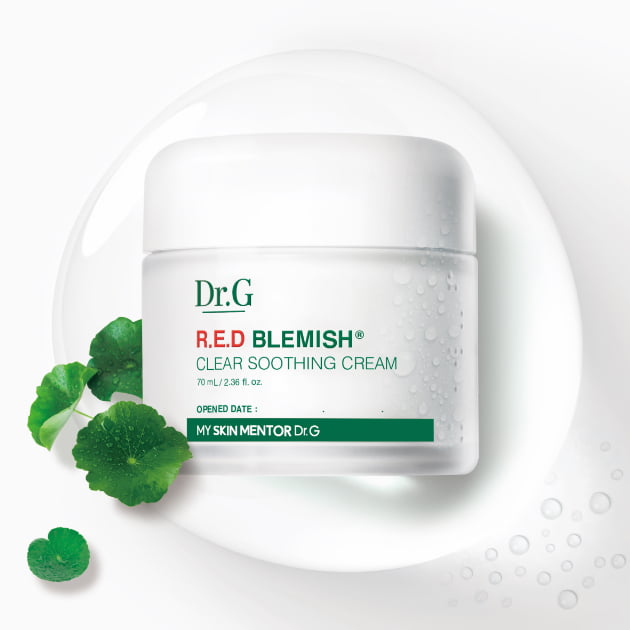 Dr.G
R.E.D BLEMISH®
CLEAR SOOTHING CREAM
70 mL / 2.36 fl. oz.
OPENED DATE :      .      .
MY SKIN MENTOR Dr.G